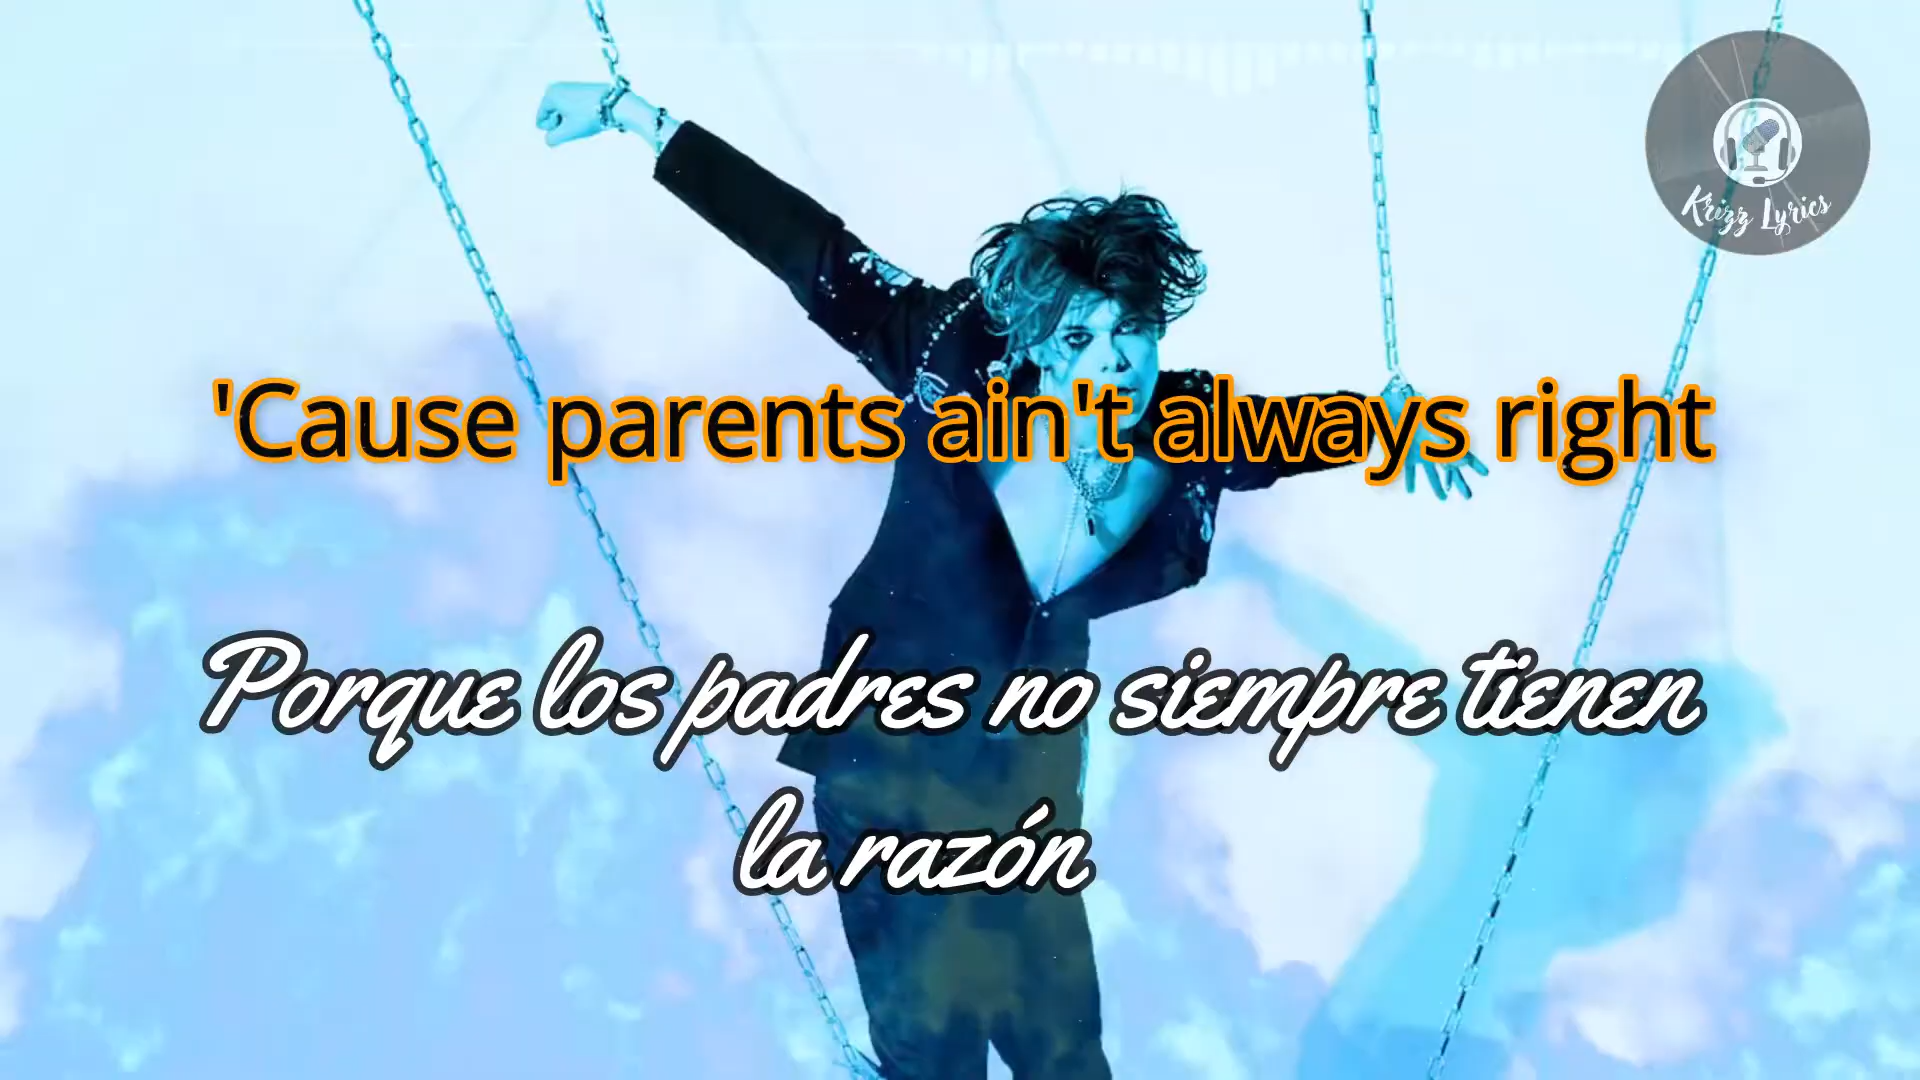 Krizz Lyrics
'Cause parents ain't always right
Porque los padres no siempre tienen
la razón